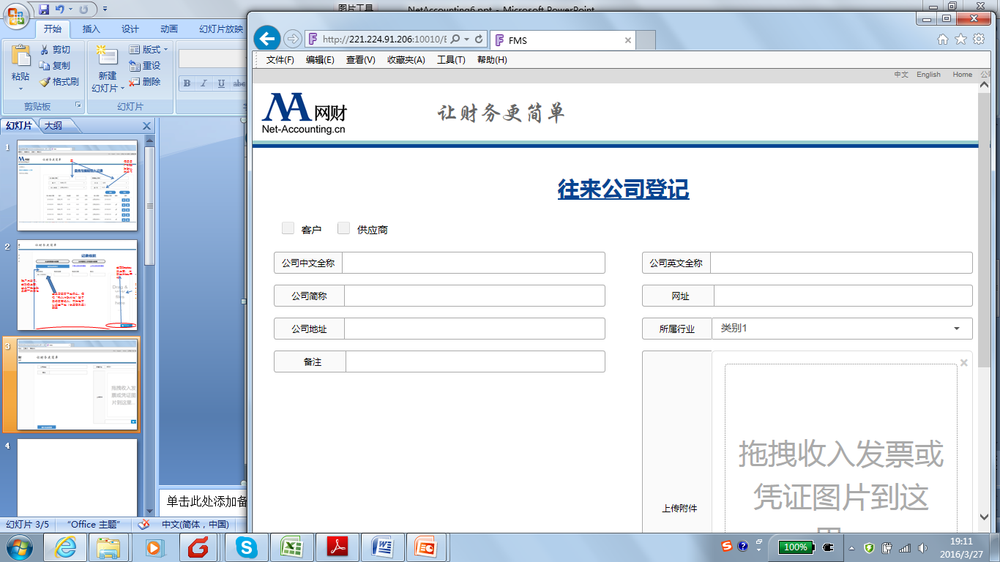 图片工具
NetAccounting6.ppt - Microsoft PowerPoint
开始 插入 设计 动画 幻灯片放映
粘贴
剪切
复制
格式刷
剪贴板
新建
幻灯片
版式
重设
删除
幻灯片
B I U abe
幻灯片 大纲
1
2
3
4
单击此处添加备
幻灯片 3/5 “Office 主题” 中文(简体，中国)
http://221.224.91.206:10010/
FMS
文件(F) 编辑(E) 查看(V) 收藏夹(A) 工具(T) 帮助(H)
中文 English Home
网财
Net-Accounting.cn
让财务更简单
往来公司登记
客户 供应商
公司中文全称 公司英文全称
公司简称 网址
公司地址 所属行业 类别1
备注
上传附件
拖拽收入发票或
凭证图片到这
100%
19:11
2016/3/27